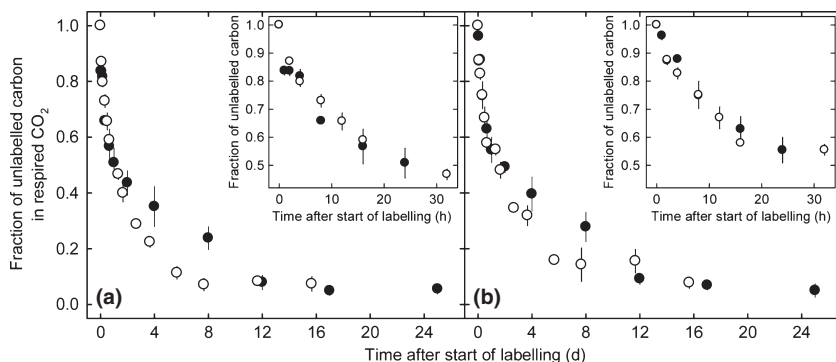 Fraction of unlabelled carbon
in respired CO2
1.0
0.8
0.6
0.4
0.2
0.0
Fraction of unlabelled carbon
1.0
0.9
0.8
0.7
0.6
0.5
0 10 20 30
Time after start of labelling (h)
(a)
0 4 8 12 16 20 24
Fraction of unlabelled carbon
1.0
0.9
0.8
0.7
0.6
0.5
0 10 20 30
Time after start of labelling (h)
(b)
0 4 8 12 16 20 24
Time after start of labelling (d)